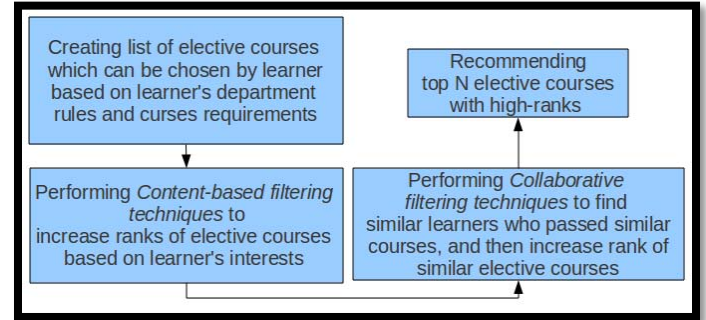 Creating list of elective courses
which can be chosen by learner
based on learner's department
rules and curses requirements
Performing Content-based filtering
techniques to
increase ranks of elective courses
based on learner's interests
Performing Collaborative
filtering techniques to find
similar learners who passed similar
courses, and then increase rank of
similar elective courses
Recommending
top N elective courses
with high-ranks